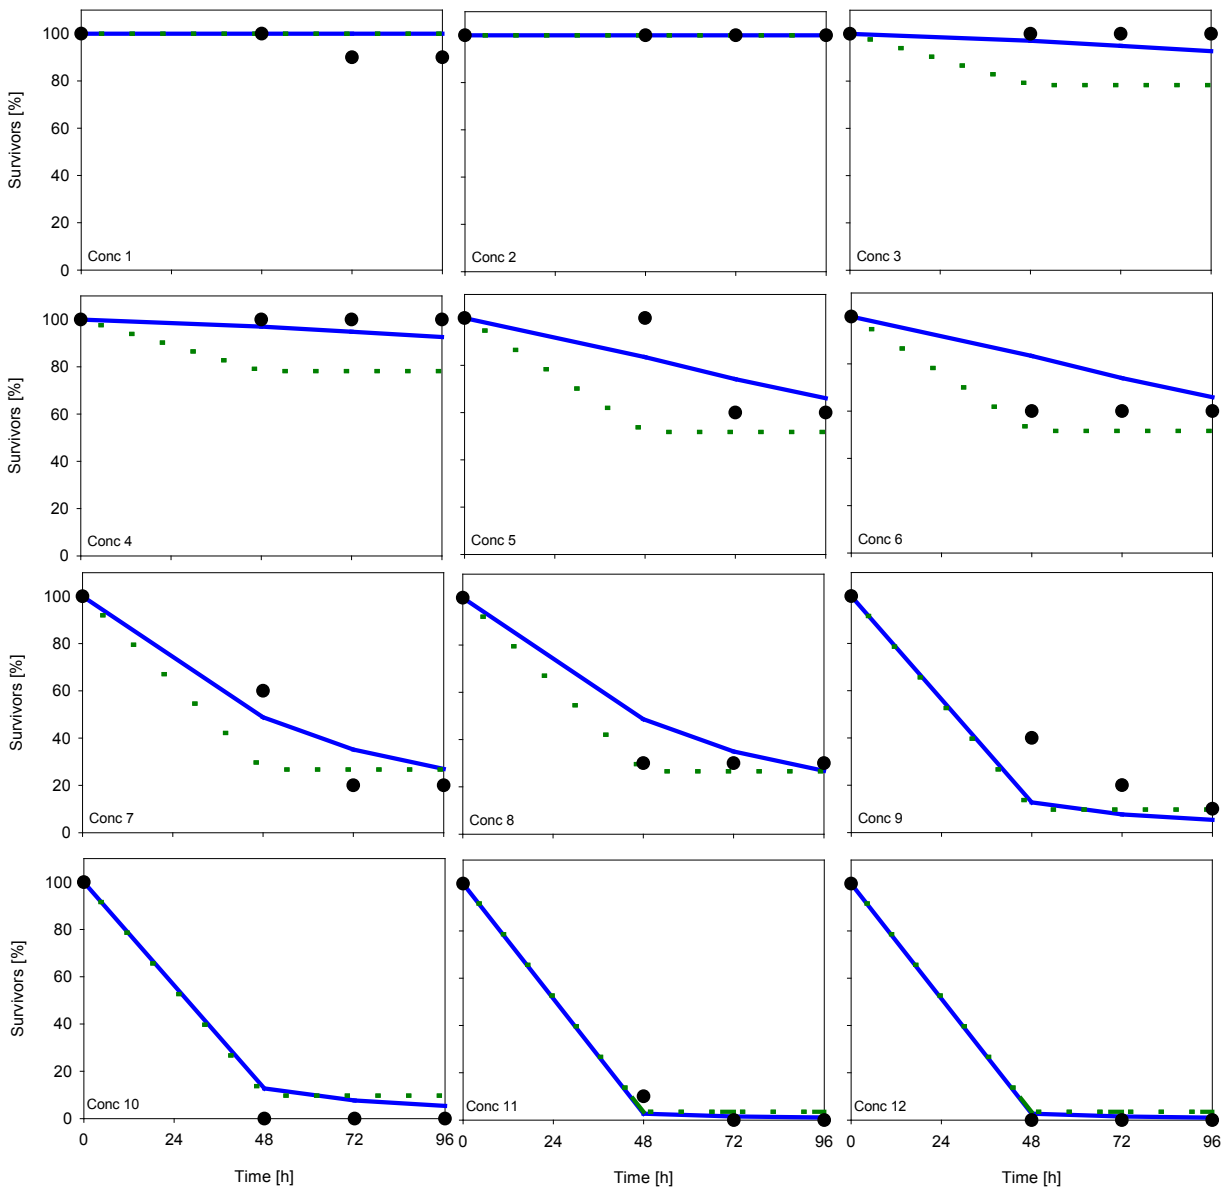 100
80
60
40
20
0
Survivors [%]
Conc 1
Conc 2
Conc 3
100
80
60
40
20
0
Survivors [%]
Conc 4
Conc 5
Conc 6
100
80
60
40
20
0
Survivors [%]
Conc 7
Conc 8
Conc 9
100
80
60
40
20
0
Survivors [%]
Conc 10
Conc 11
Conc 12
0 24 48 72 96
0 24 48 72 96
0 24 48 72 96
Time [h]
Time [h]
Time [h]